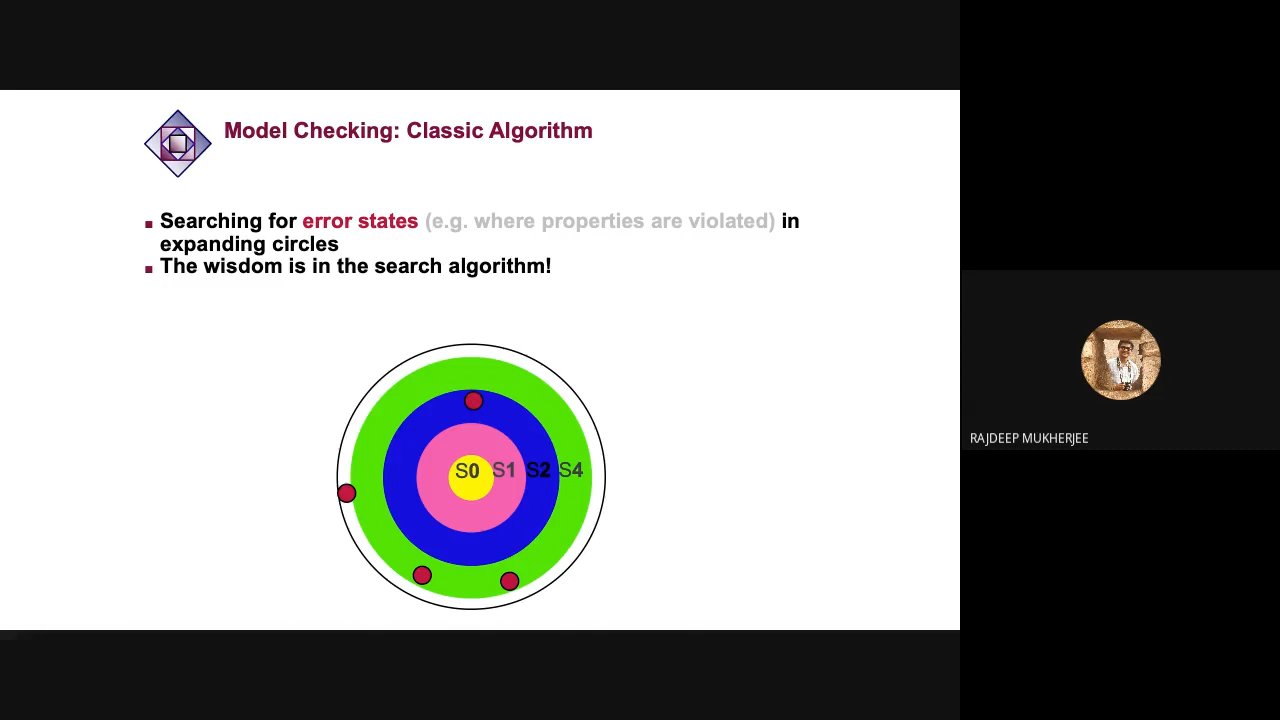 Model Checking: Classic Algorithm
Searching for error states (e.g. where properties are violated) in
expanding circles
The wisdom is in the search algorithm!
S0 S1 S2 S4
RAJDEEP MUKHERJEE